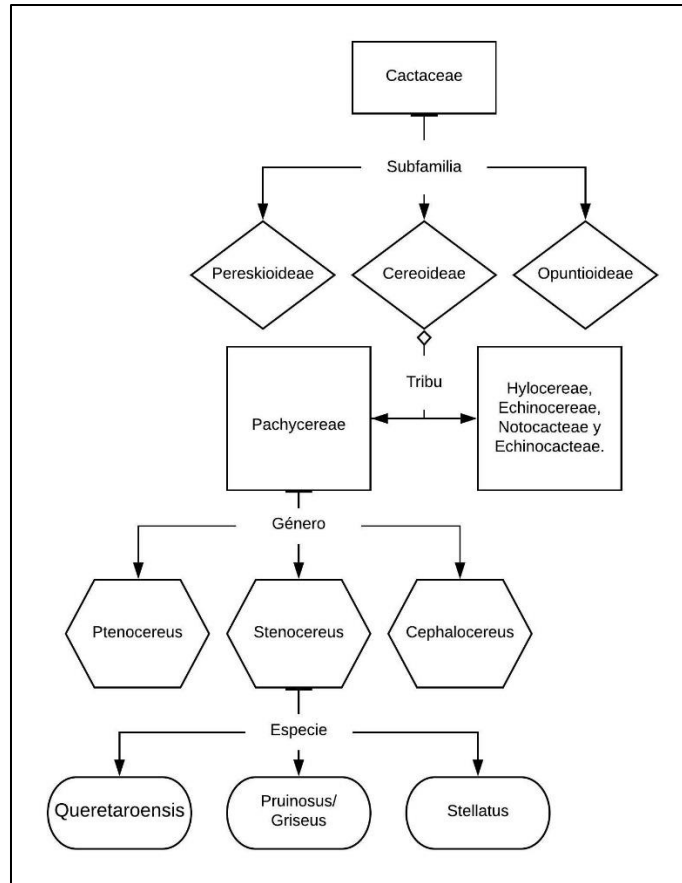 Cactaceae
Subfamilia
Pereskioideae
Cereoideae
Opuntioideae
Tribu
Pachycereae
Hylocereae,
Echinocereae,
Notocacteae y
Echinocacteae.
Género
Ptenocereus
Stenocereus
Cephalocereus
Especie
Queretaroensis
Pruinosus/
Griseus
Stellatus